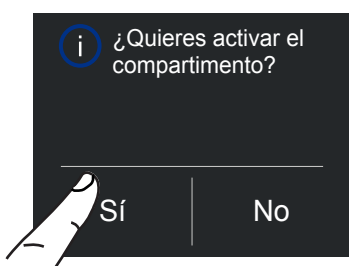 i
¿Quieres activar el
compartimento?
Sí
No